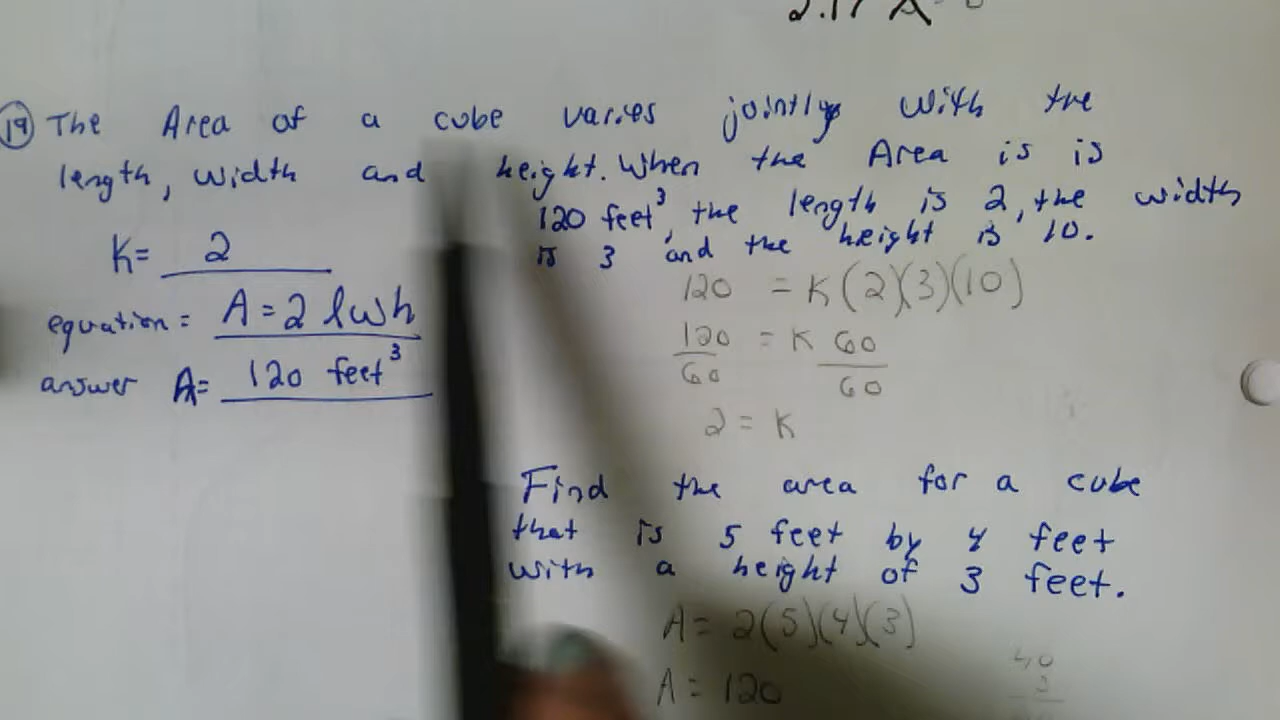 2.17
19 The Area of a cube varies jointly with the
length, width and height. When the Area is is
120 feet³, the length is 2, the width
is 3 and the height is 10.
K= 2
equation = A = 2 lwh
answer A= 120 feet³
120 = K(2)(3)(10)
120 = K 60
60 60
2 = K
Find the area for a cube
that is 5 feet by 4 feet
with a height of 3 feet.
A = 2(5)(4)(3)
A = 120
40
3